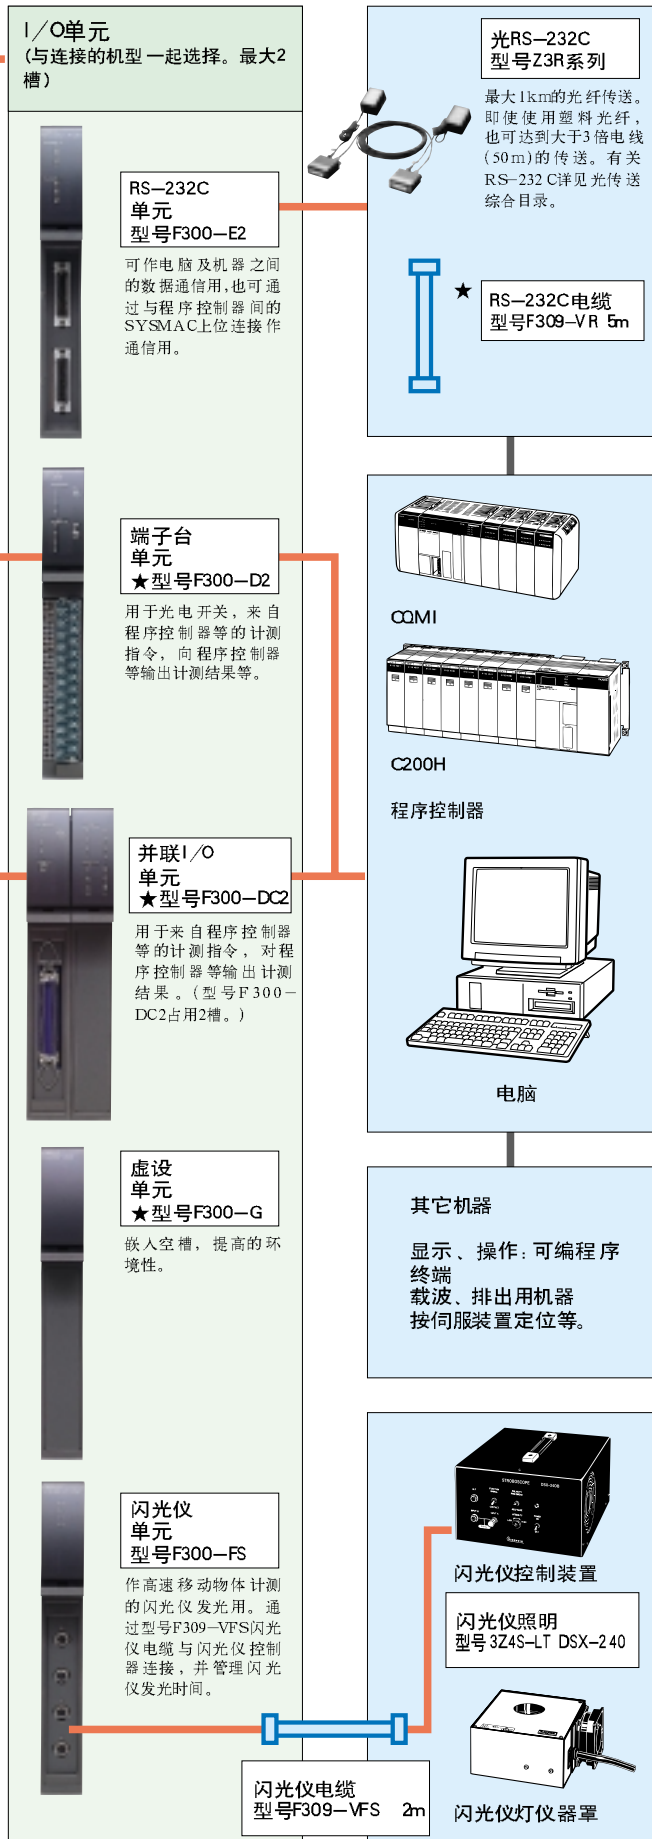 I/O单元
(与连接的机型一起选择。最大2
槽)
RS-232C
单元
型号F300-E2
可作电脑及机器之间
的数据通信用,也可通
过与程序控制器间的
SYSMAC上位连接作
通信用。
端子台
单元
★型号F300-D2
用于光电开关，来自
程序控制器等的计测
指令，向程序控制器
等输出计测结果等。
并联I/O
单元
★型号F300-DC2
用于来自程序控制器
等的计测指令，对程
序控制器等输出计测
结果。(型号F300-
DC2占用2槽。)
虚设
单元
★型号F300-G
嵌入空槽，提高的环
境性。
闪光仪
单元
型号F300-FS
作高速移动物体计测
的闪光仪发光用。通
过型号F309-VFS闪光
仪电缆与闪光仪控制
器连接，并管理闪光
仪发光时间。
闪光仪电缆
型号F309-VFS 2m
光RS-232C
型号Z3R系列
最大1km的光纤传送。
即使使用塑料光纤，
也可达到大于3倍电线
(50m)的传送。有关
RS-232C详见光传送
综合目录。
★
RS-232C电缆
型号F309-VR 5m
CQM1
C200H
程序控制器
电脑
其它机器
显示、操作:可编程序
终端
载波、排出用机器
按伺服装置定位等。
STROBOSCOPE
闪光仪控制装置
闪光仪照明
型号3Z4S-LT DSX-240
闪光仪灯仪器罩